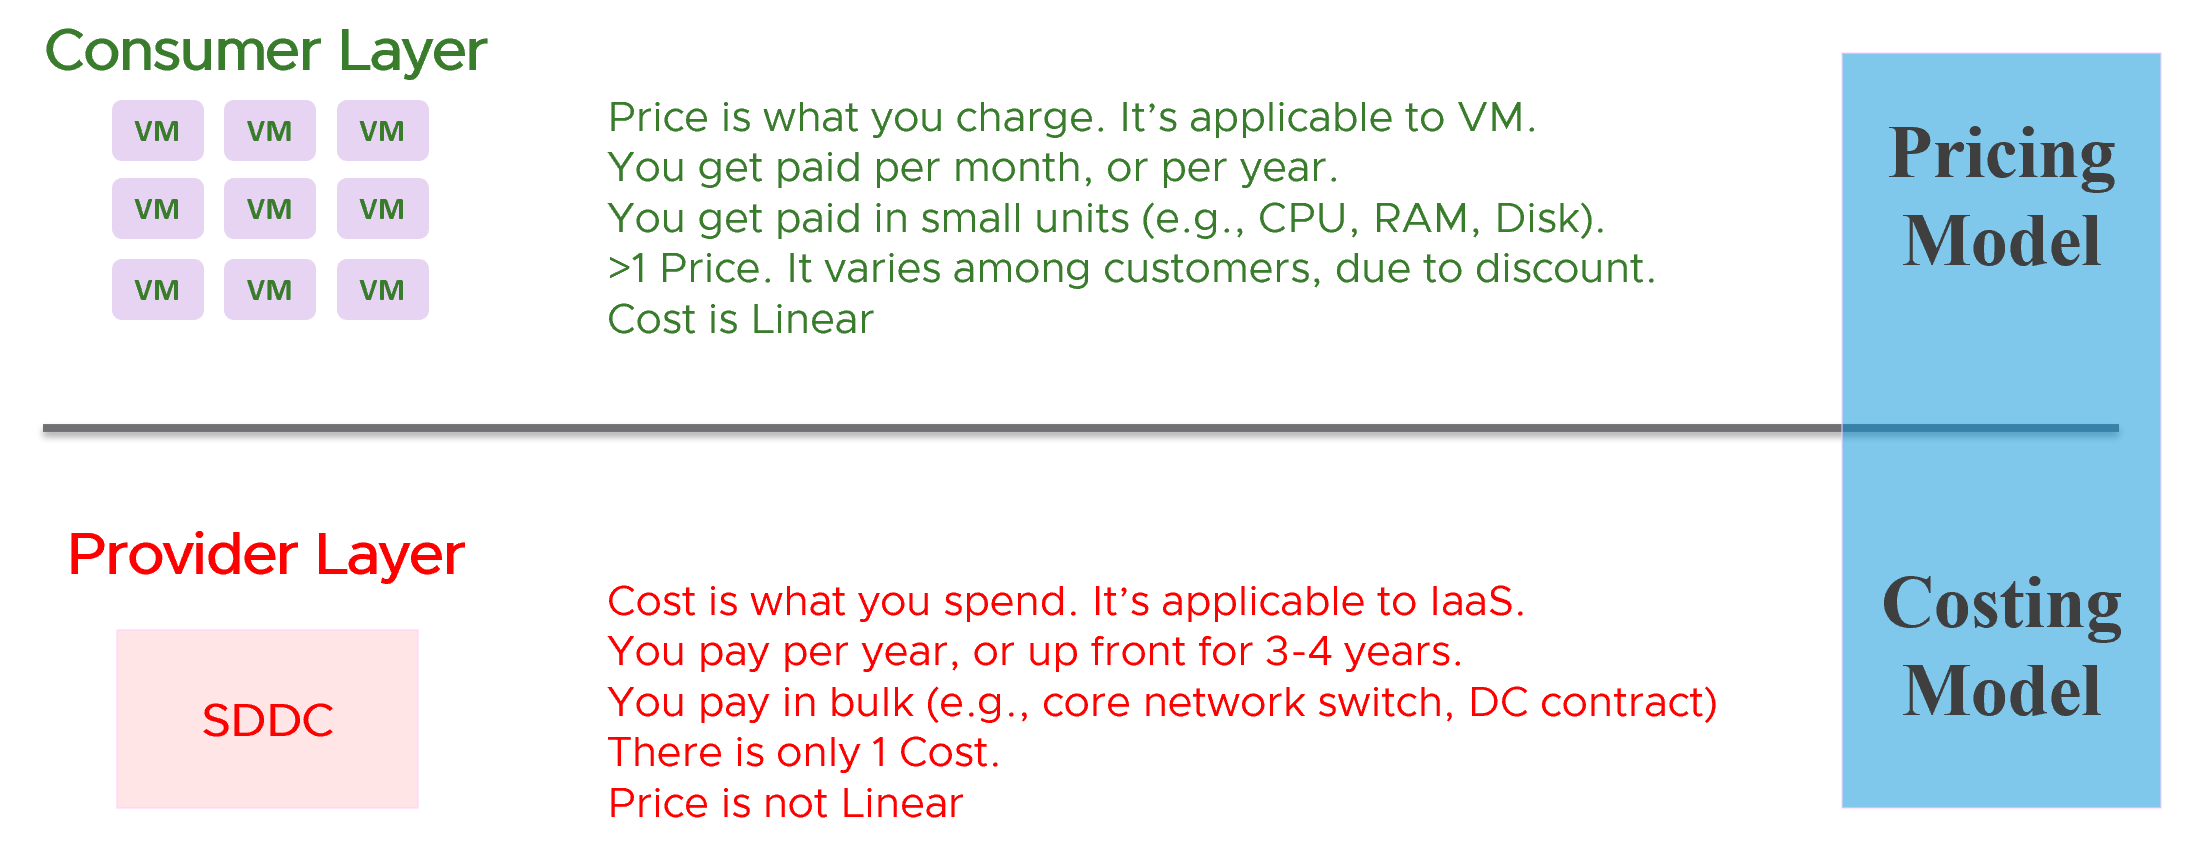 Consumer Layer
VM VM VM
VM VM VM
VM VM VM
Price is what you charge. It’s applicable to VM.
You get paid per month, or per year.
You get paid in small units (e.g., CPU, RAM, Disk).
>1 Price. It varies among customers, due to discount.
Cost is Linear
Pricing
Model
Provider Layer
SDDC
Cost is what you spend. It’s applicable to IaaS.
You pay per year, or up front for 3-4 years.
You pay in bulk (e.g., core network switch, DC contract)
There is only 1 Cost.
Price is not Linear
Costing
Model